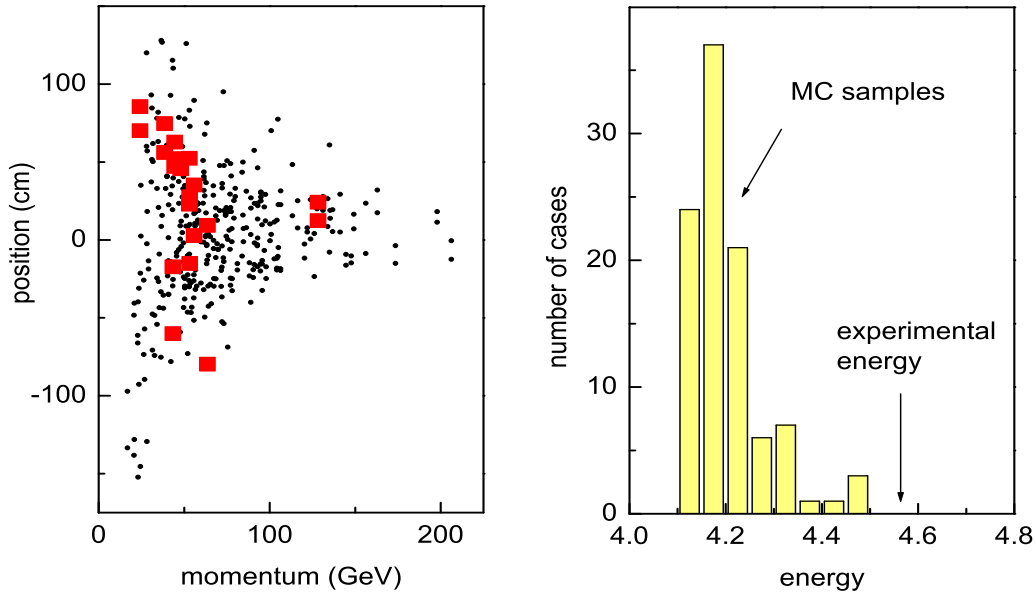 100
0
-100
position (cm)
0
100
200
momentum (GeV)
30
20
10
0
number of cases
MC samples
experimental
energy
4.0
4.2
4.4
4.6
4.8
energy